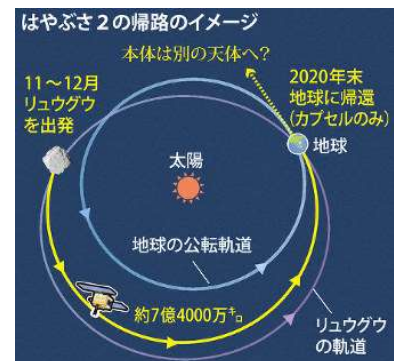 はやぶさ２の帰路のイメージ
本体は別の天体へ？
11～12月
リュウグウ
を出発
2020年末
地球に帰還
(カプセルのみ)
地球
太陽
地球の公転軌道
約7億4000万㌔
リュウグウ
の軌道